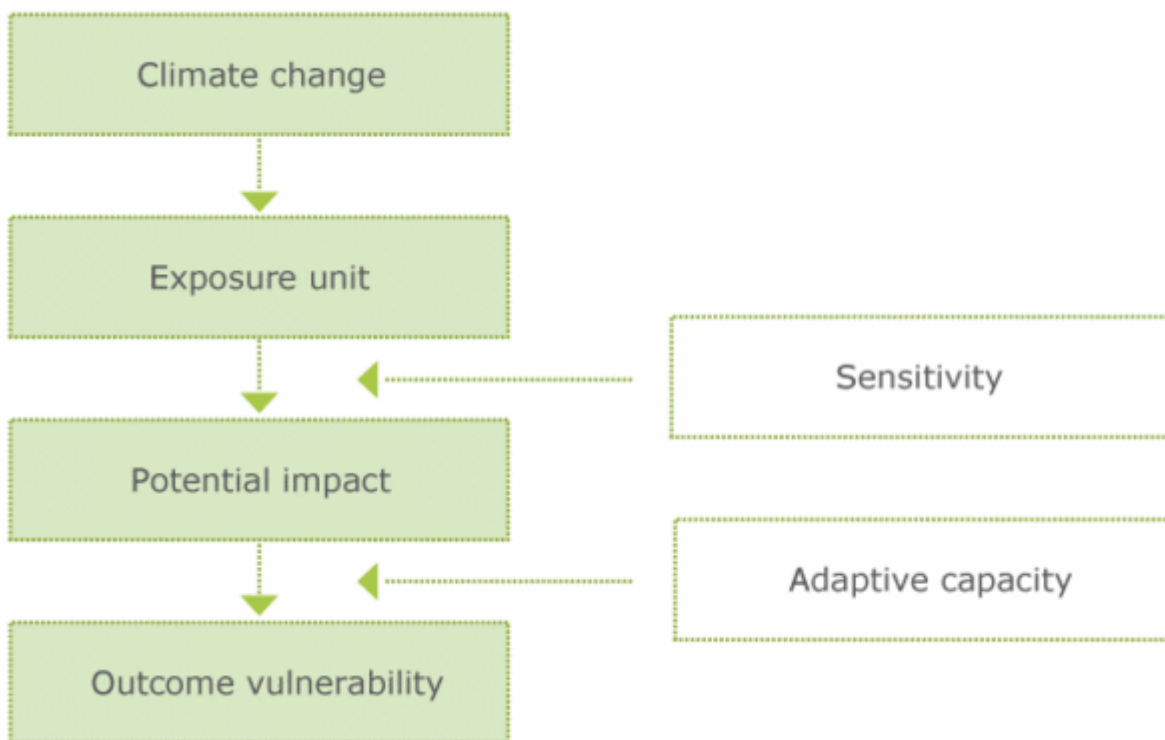 Climate change
Exposure unit
Sensitivity
Potential impact
Adaptive capacity
Outcome vulnerability